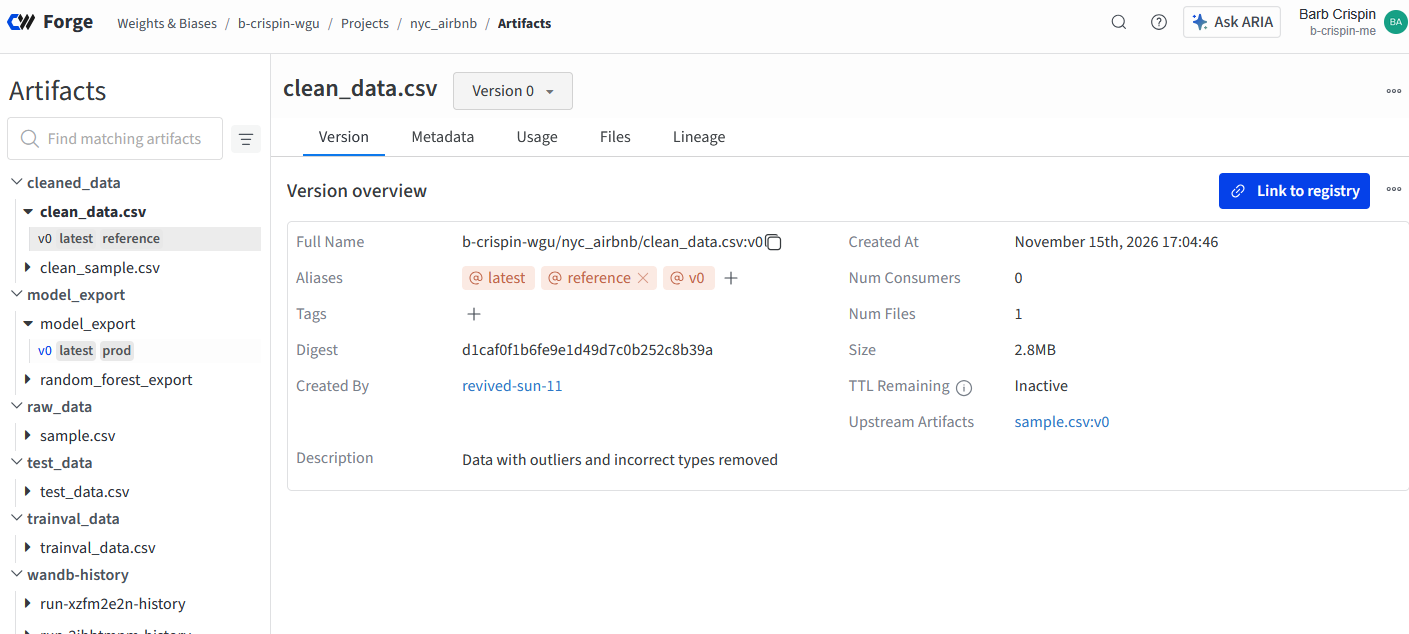 Forge Weights & Biases / b-crispin-wgu / Projects / nyc_airbnb / Artifacts Ask ARIA Barb Crispin BA
b-crispin-me
Artifacts
Find matching artifacts
cleaned_data
clean_data.csv
v0 latest reference
clean_sample.csv
model_export
model_export
v0 latest prod
random_forest_export
raw_data
sample.csv
test_data
test_data.csv
trainval_data
trainval_data.csv
wandb-history
run-xzfm2e2n-history
clean_data.csv Version 0
Version Metadata Usage Files Lineage
Version overview Link to registry
Full Name b-crispin-wgu/nyc_airbnb/clean_data.csv:v0 Created At November 15th, 2026 17:04:46
Aliases @ latest @ reference @ v0 + Num Consumers 0
Tags + Num Files 1
Digest d1caf0f1b6fe9e1d49d7c0b252c8b39a Size 2.8MB
Created By revived-sun-11 TTL Remaining Inactive
Upstream Artifacts sample.csv:v0
Description Data with outliers and incorrect types removed